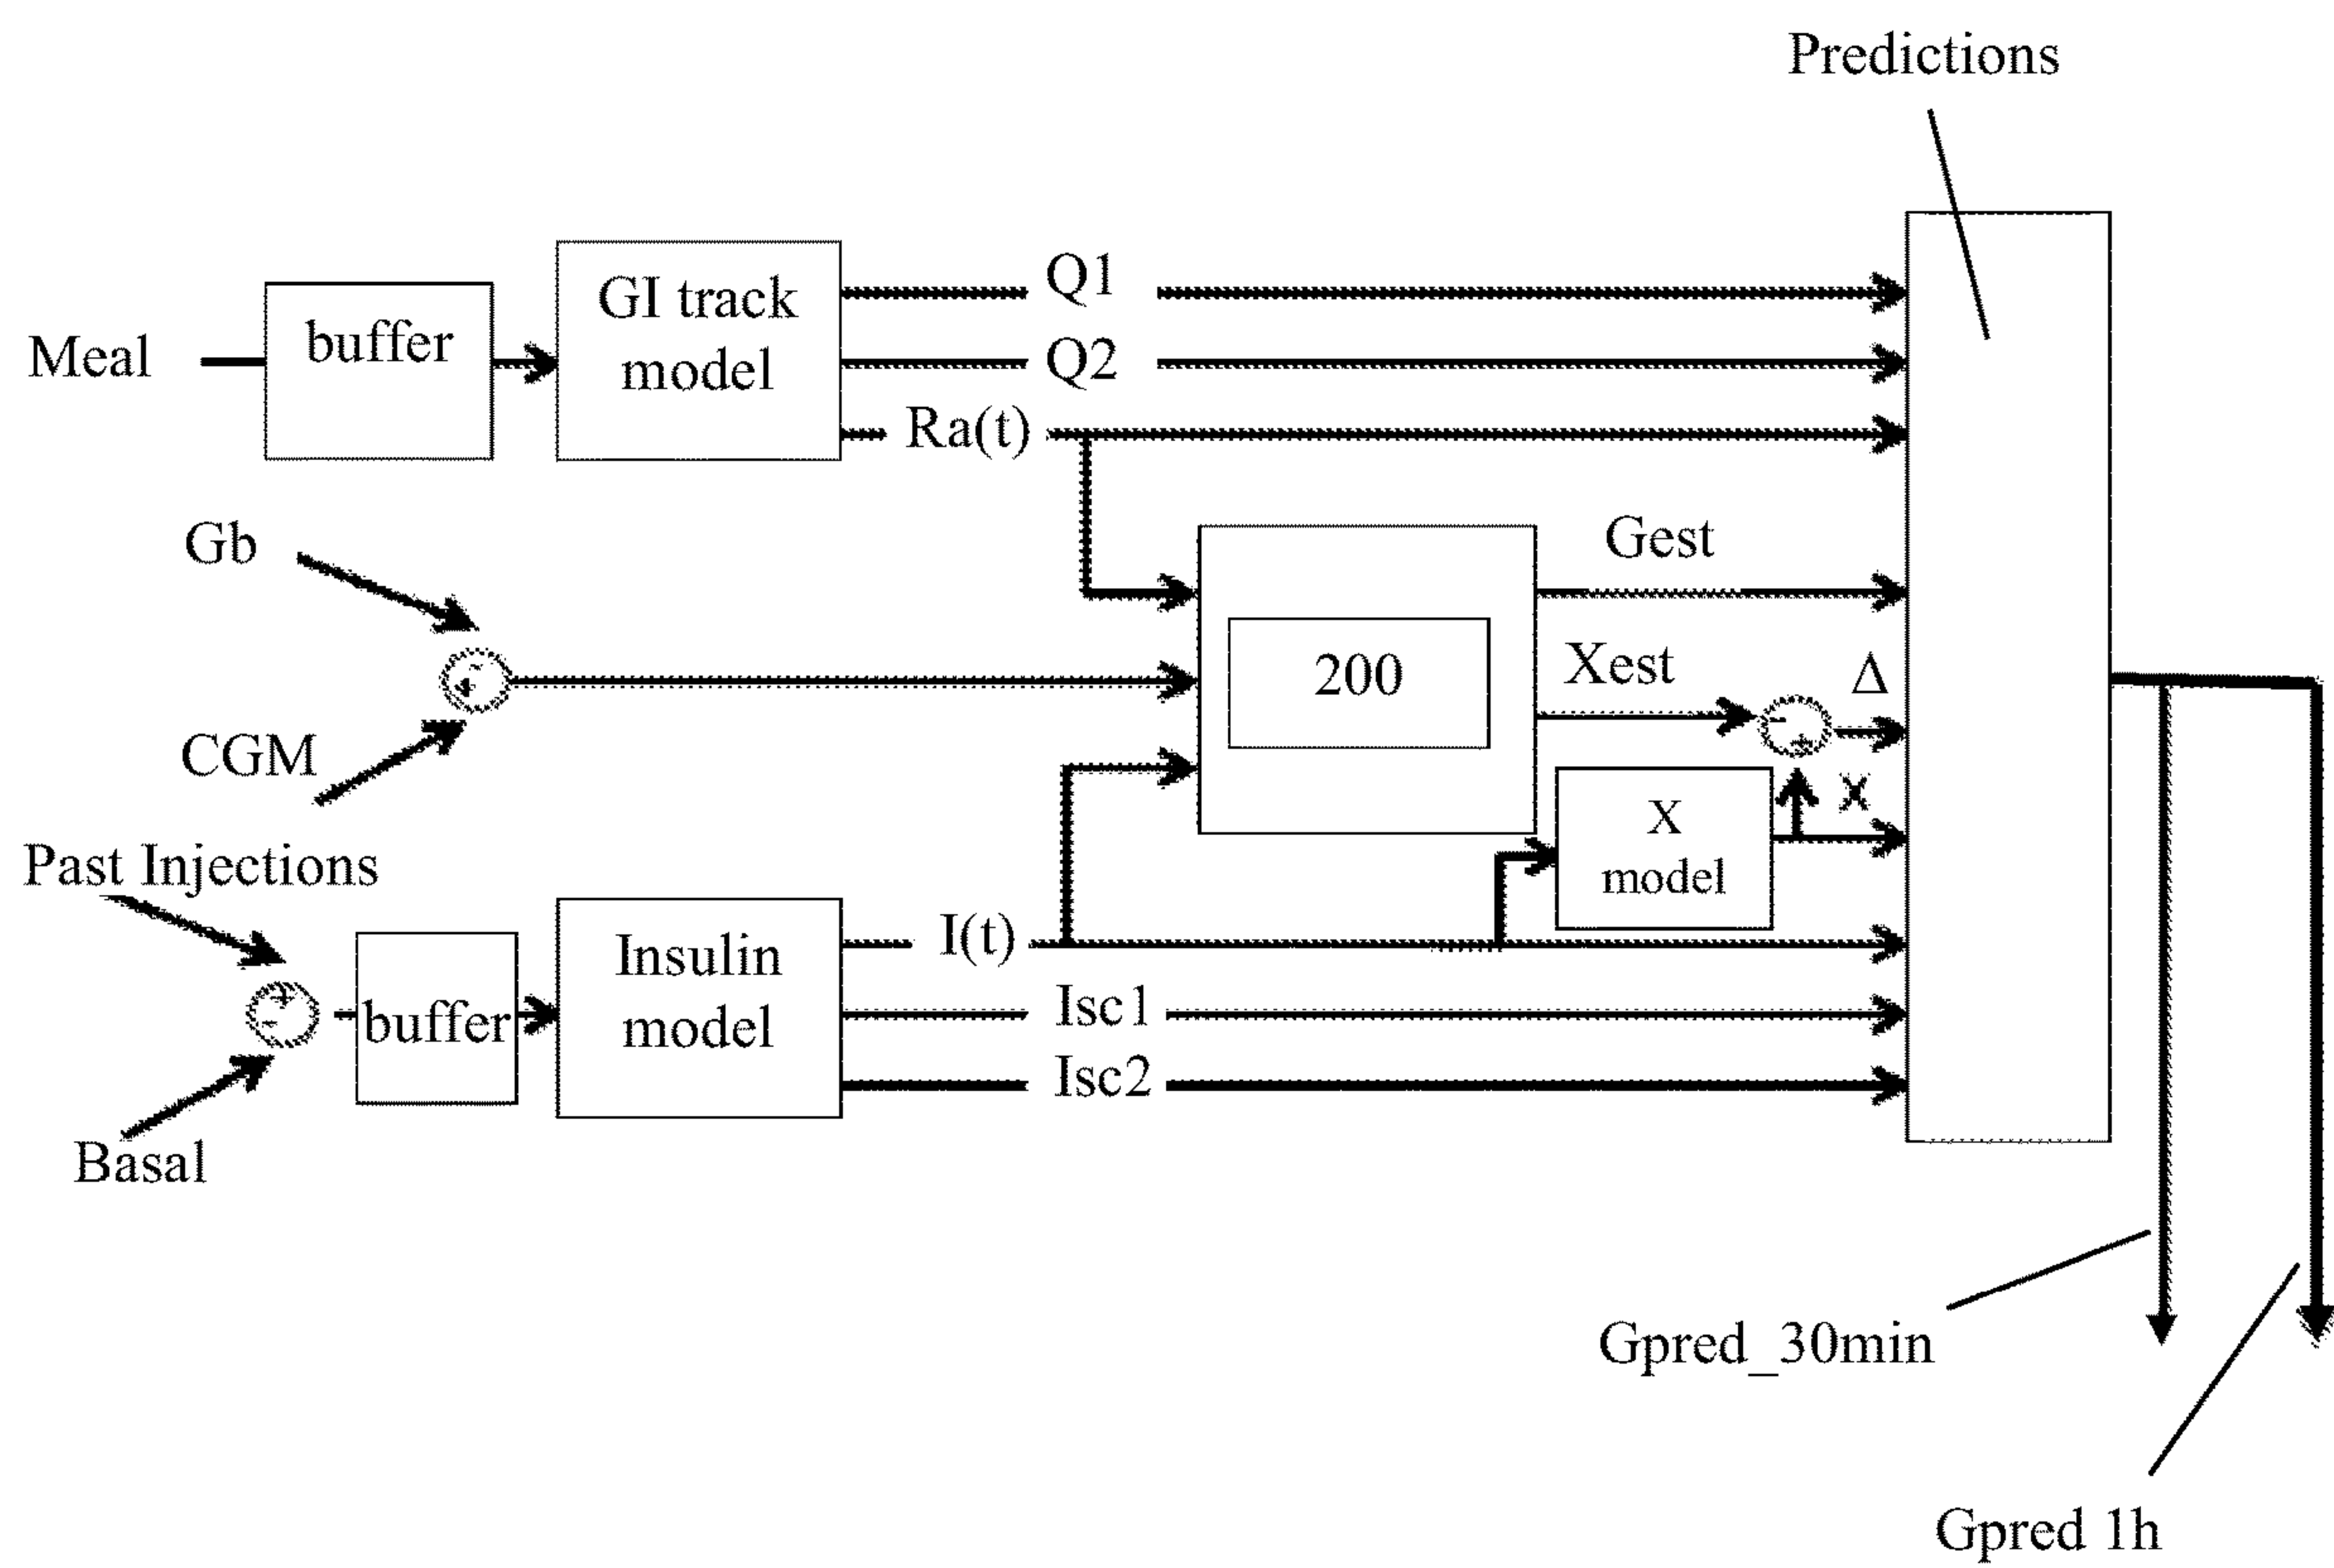 Predictions
Meal
buffer
GI track
model
Q1
Q2
Ra(t)
Gb
CGM
200
Gest
Xest
Δ
X
model
X
Past Injections
Basal
+
-
buffer
Insulin
model
I(t)
Isc1
Isc2
-
+
-
+
Gpred_30min
Gpred 1h